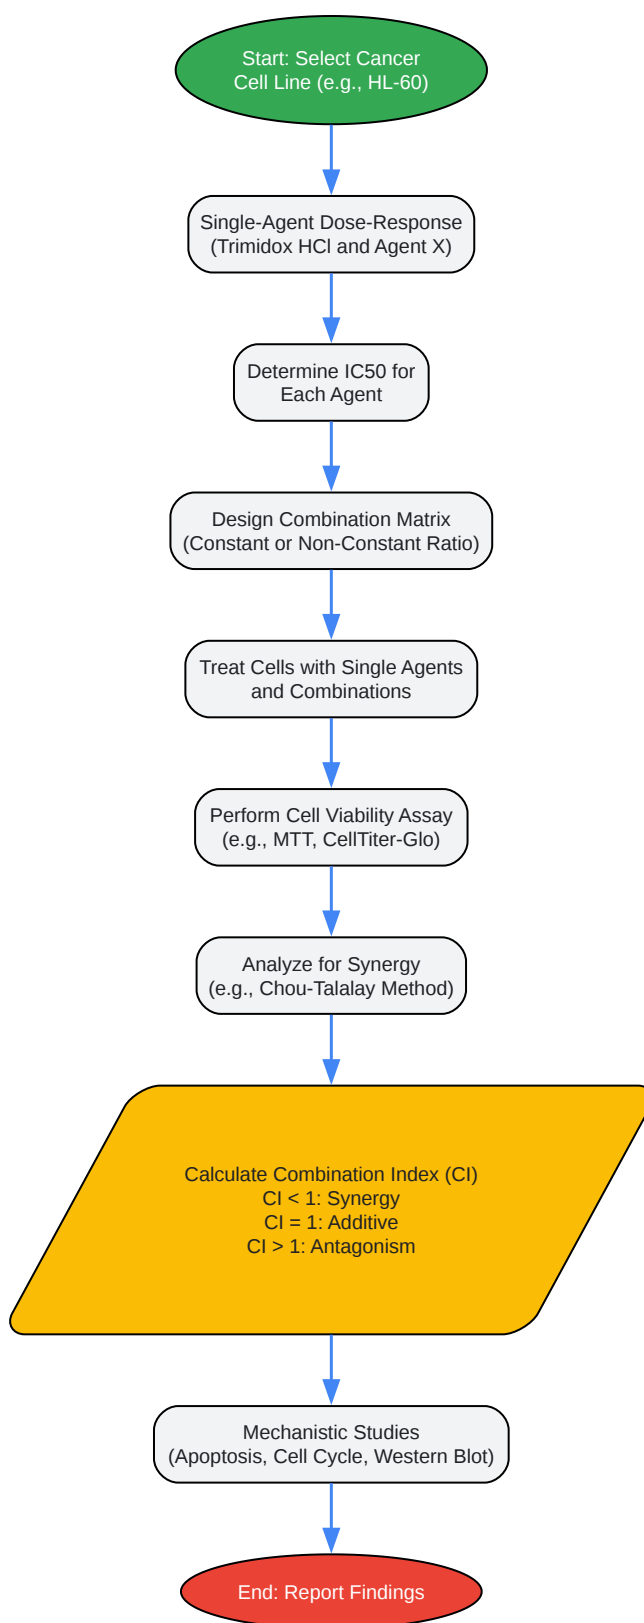 Start: Select Cancer
Cell Line (e.g., HL-60)
Single-Agent Dose-Response
(Trimidox HCl and Agent X)
Determine IC50 for
Each Agent
Design Combination Matrix
(Constant or Non-Constant Ratio)
Treat Cells with Single Agents
and Combinations
Perform Cell Viability Assay
(e.g., MTT, CellTiter-Glo)
Analyze for Synergy
(e.g., Chou-Talalay Method)
Calculate Combination Index (CI)
CI < 1: Synergy
CI = 1: Additive
CI > 1: Antagonism
Mechanistic Studies
(Apoptosis, Cell Cycle, Western Blot)
End: Report Findings